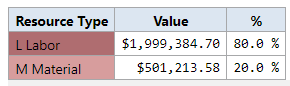 Resource Type Value %
L Labor $1,999,384.70 80.0 %
M Material $501,213.58 20.0 %